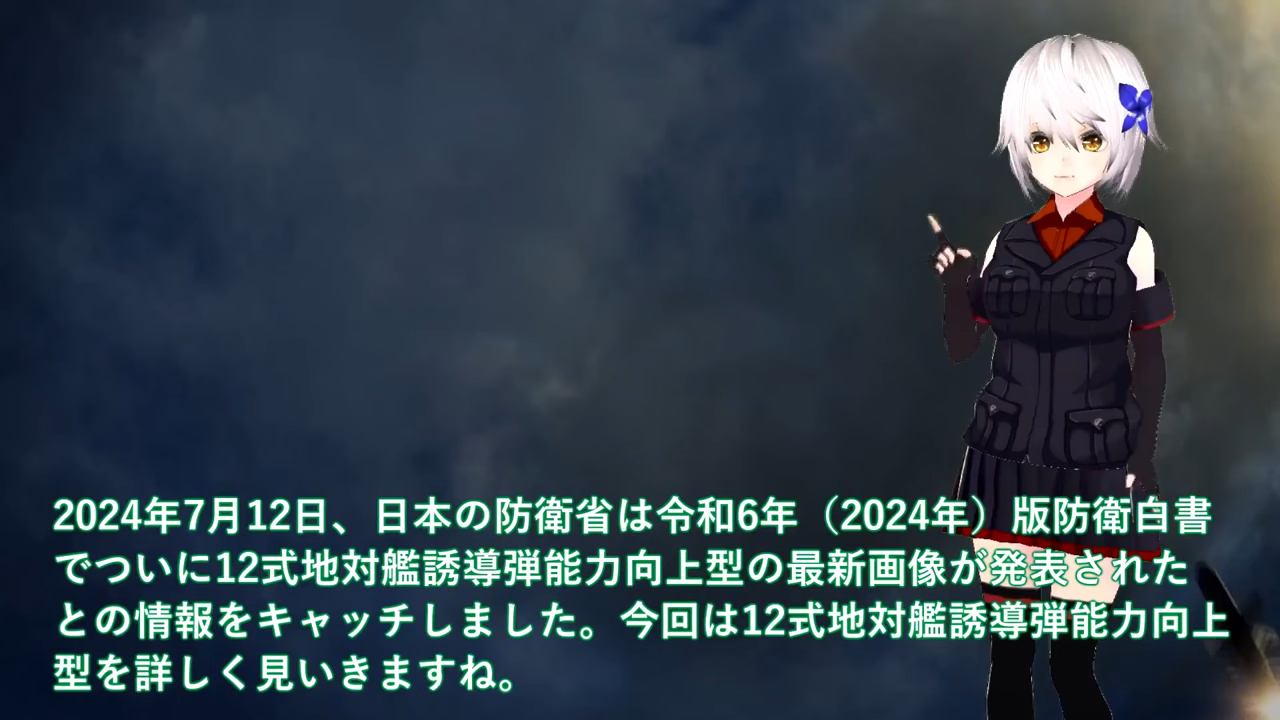 2024年7月12日、日本の防衛省は令和6年（2024年）版防衛白書
でついに12式地対艦誘導弾能力向上型の最新画像が発表された
との情報をキャッチしました。今回は12式地対艦誘導弾能力向上
型を詳しく見いきますね。